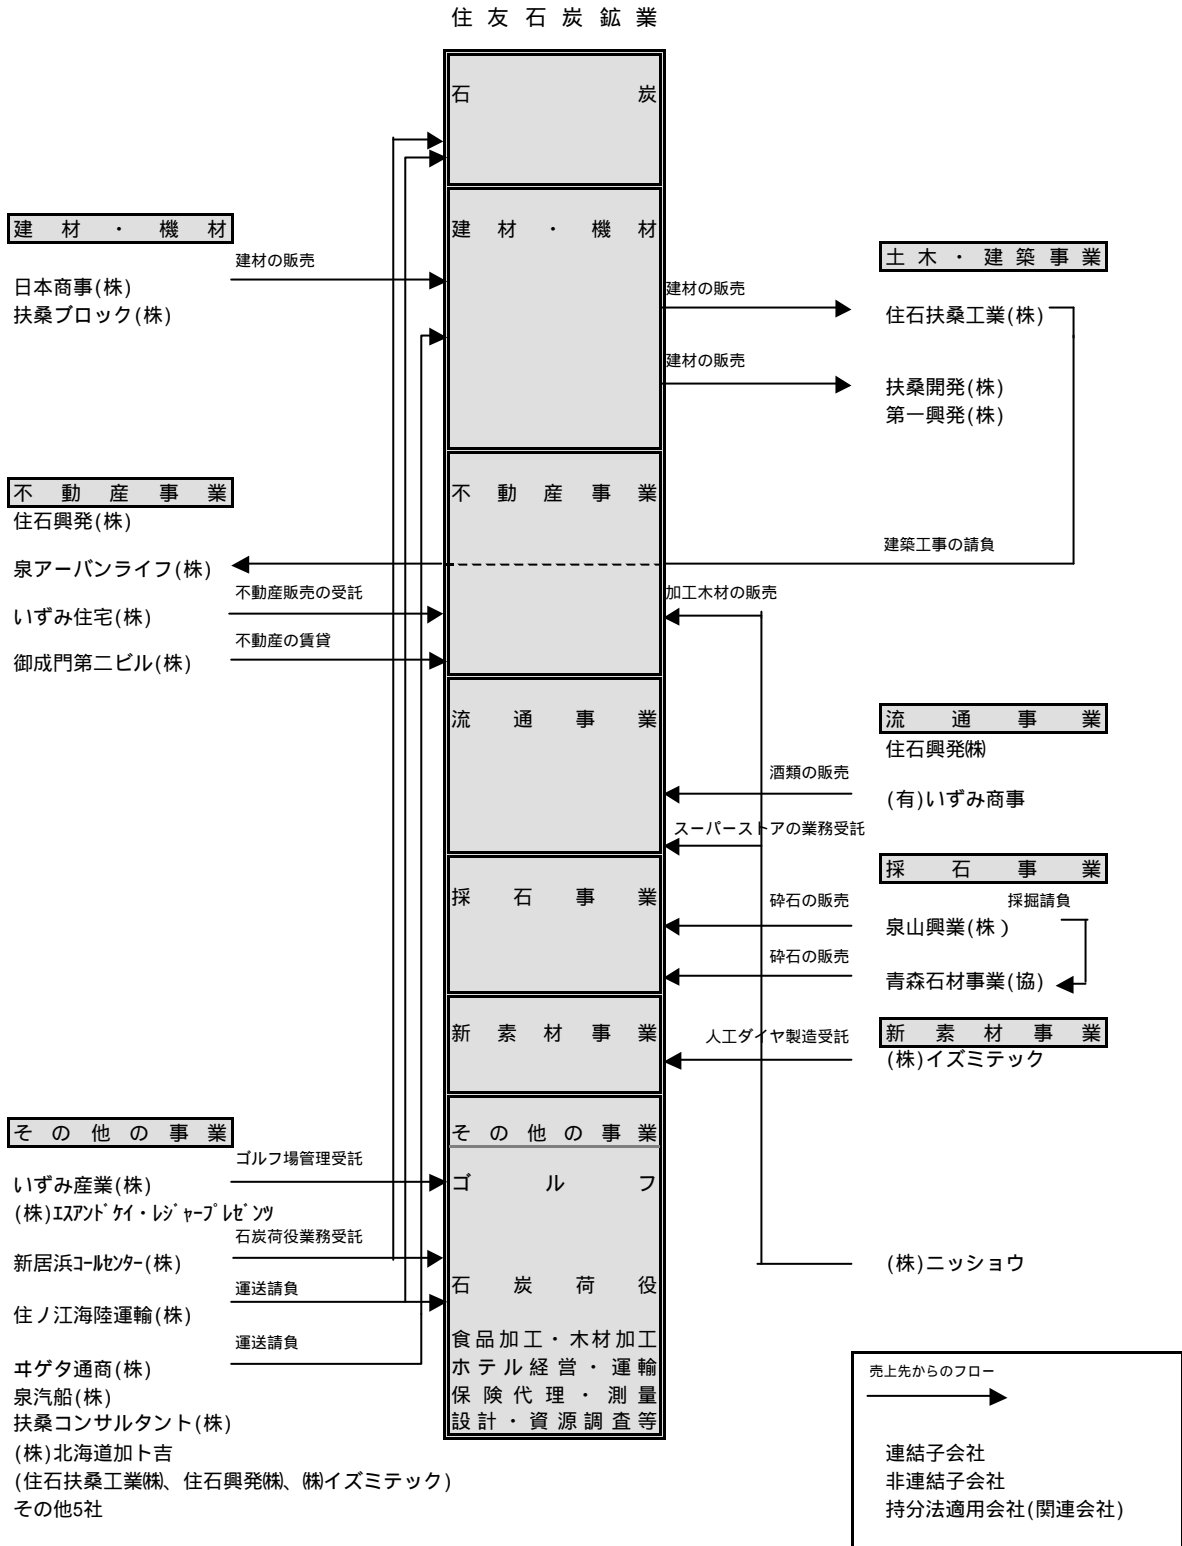 住友石炭鉱業
石炭
建材・機材
日本商事(株)
扶桑ブロック(株)
建材の販売
建材・機材
建材の販売
建材の販売
土木・建築事業
住石扶桑工業(株)
扶桑開発(株)
第一興発(株)
不動産事業
住石興発(株)
泉アーバンライフ(株)
不動産販売の受託
いずみ住宅(株)
不動産の賃貸
御成門第二ビル(株)
不動産事業
建築工事の請負
加工木材の販売
流通事業
流通事業
住石興発㈱
酒類の販売
(有)いずみ商事
スーパーストアの業務受託
採石事業
採石事業
採掘請負
砕石の販売
泉山興業(株)
砕石の販売
青森石材事業(協)
新素材事業
人工ダイヤ製造受託
新素材事業
(株)イズミテック
その他の事業
ゴルフ場管理受託
いずみ産業(株)
(株)エスアンドケイ・レジャープレゼンツ
石炭荷役業務受託
新居浜コールセンター(株)
運送請負
住ノ江海陸運輸(株)
運送請負
ヰゲタ通商(株)
泉汽船(株)
扶桑コンサルタント(株)
(株)北海道加ト吉
(住石扶桑工業㈱、住石興発㈱、㈱イズミテック)
その他5社
その他の事業
ゴルフ
石炭荷役
食品加工・木材加工
ホテル経営・運輸
保険代理・測量
設計・資源調査等
(株)ニッショウ
売上先からのフロー
連結子会社
非連結子会社
持分法適用会社(関連会社)